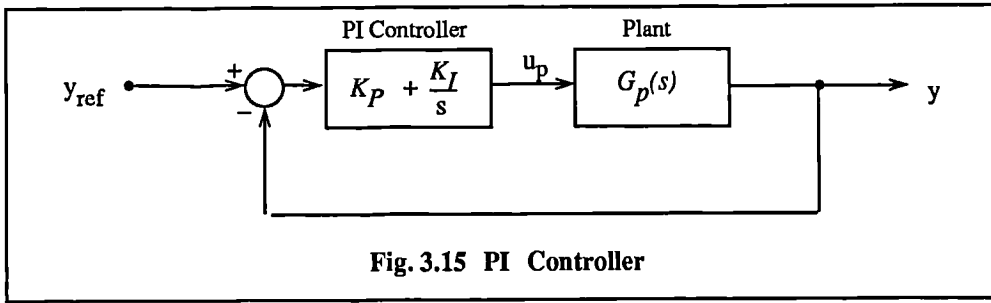 PI Controller
Plant
y_ref
+
−
K_P + K_I/s
u_p
G_p(s)
y
Fig. 3.15 PI Controller